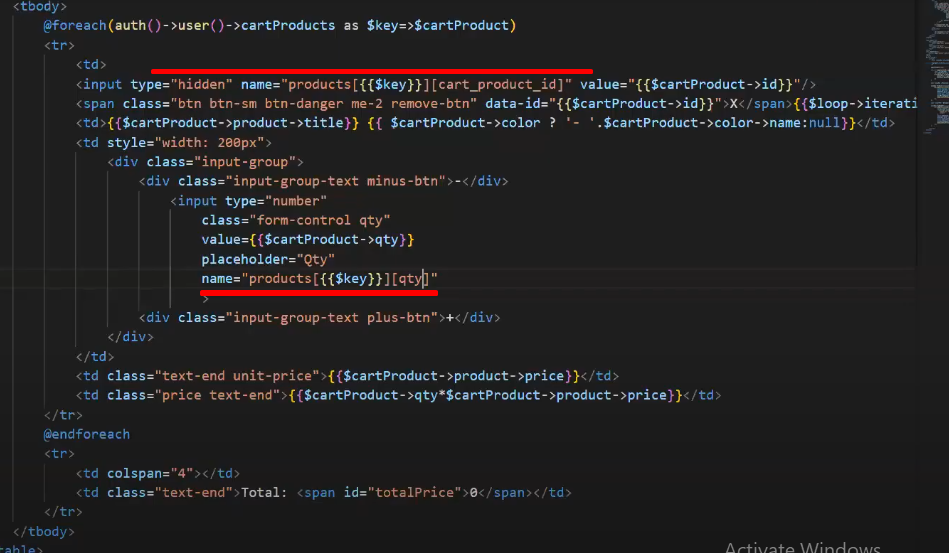 <tbody>
@foreach(auth()->user()->cartProducts as $key=>$cartProduct)
<tr>
<td>
<input type="hidden" name="products[{{$key}}][cart_product_id]" value="{{$cartProduct->id}}"/>
<span class="btn btn-sm btn-danger me-2 remove-btn" data-id="{{$cartProduct->id}}">X</span>{{$loop->iterati
<td>{{$cartProduct->product->title}} {{ $cartProduct->color ? '- '.$cartProduct->color->name:null}}</td>
<td style="width: 200px">
<div class="input-group">
<div class="input-group-text minus-btn">-</div>
<input type="number"
class="form-control qty"
value={{$cartProduct->qty}}
placeholder="Qty"
name="products[{{$key}}][qty]"
>
<div class="input-group-text plus-btn">+</div>
</div>
</td>
<td class="text-end unit-price">{{$cartProduct->product->price}}</td>
<td class="price text-end">{{$cartProduct->qty*$cartProduct->product->price}}</td>
</tr>
@endforeach
<tr>
<td colspan="4"></td>
<td class="text-end">Total: <span id="totalPrice">0</span></td>
</tr>
</tbody>
table>
Activate Windows